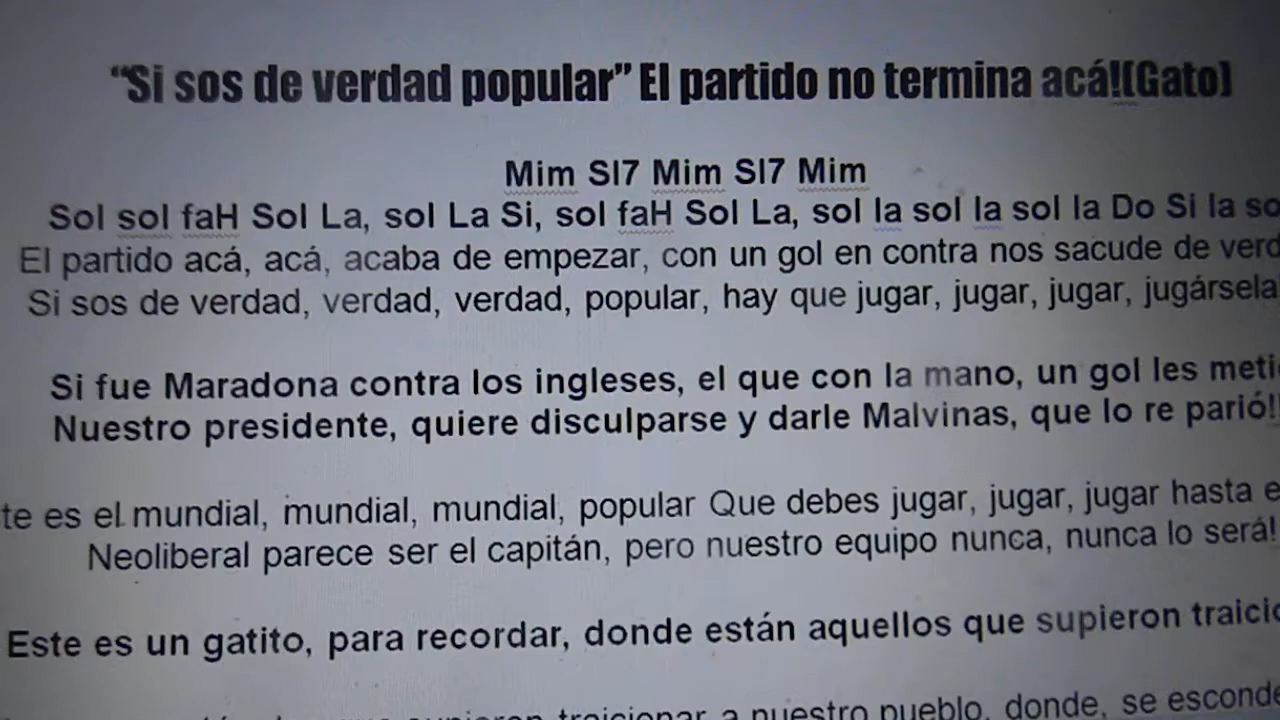 “Si sos de verdad popular” El partido no termina acá!(Gato)
Mim SI7 Mim SI7 Mim
Sol sol faH Sol La, sol La Si, sol faH Sol La, sol la sol la sol la Do Si la
El partido acá, acá, acaba de empezar, con un gol en contra nos sacude de
Si sos de verdad, verdad, verdad, popular, hay que jugar, jugar, jugar, jugársela
Si fue Maradona contra los ingleses, el que con la mano, un gol les
Nuestro presidente, quiere disculparse y darle Malvinas, que lo re parió!
es el mundial, mundial, mundial, popular Que debes jugar, jugar, jugar hasta
Neoliberal parece ser el capitán, pero nuestro equipo nunca, nunca lo será!
Este es un gatito, para recordar, donde están aquellos que supieron
traicionar a nuestro pueblo, donde, se